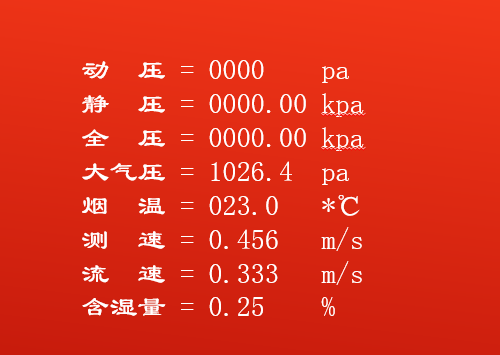 动 压 = 0000 pa
静 压 = 0000.00 kpa
全 压 = 0000.00 kpa
大气压 = 1026.4 pa
烟 温 = 023.0 *℃
测 速 = 0.456 m/s
流 速 = 0.333 m/s
含湿量 = 0.25 %